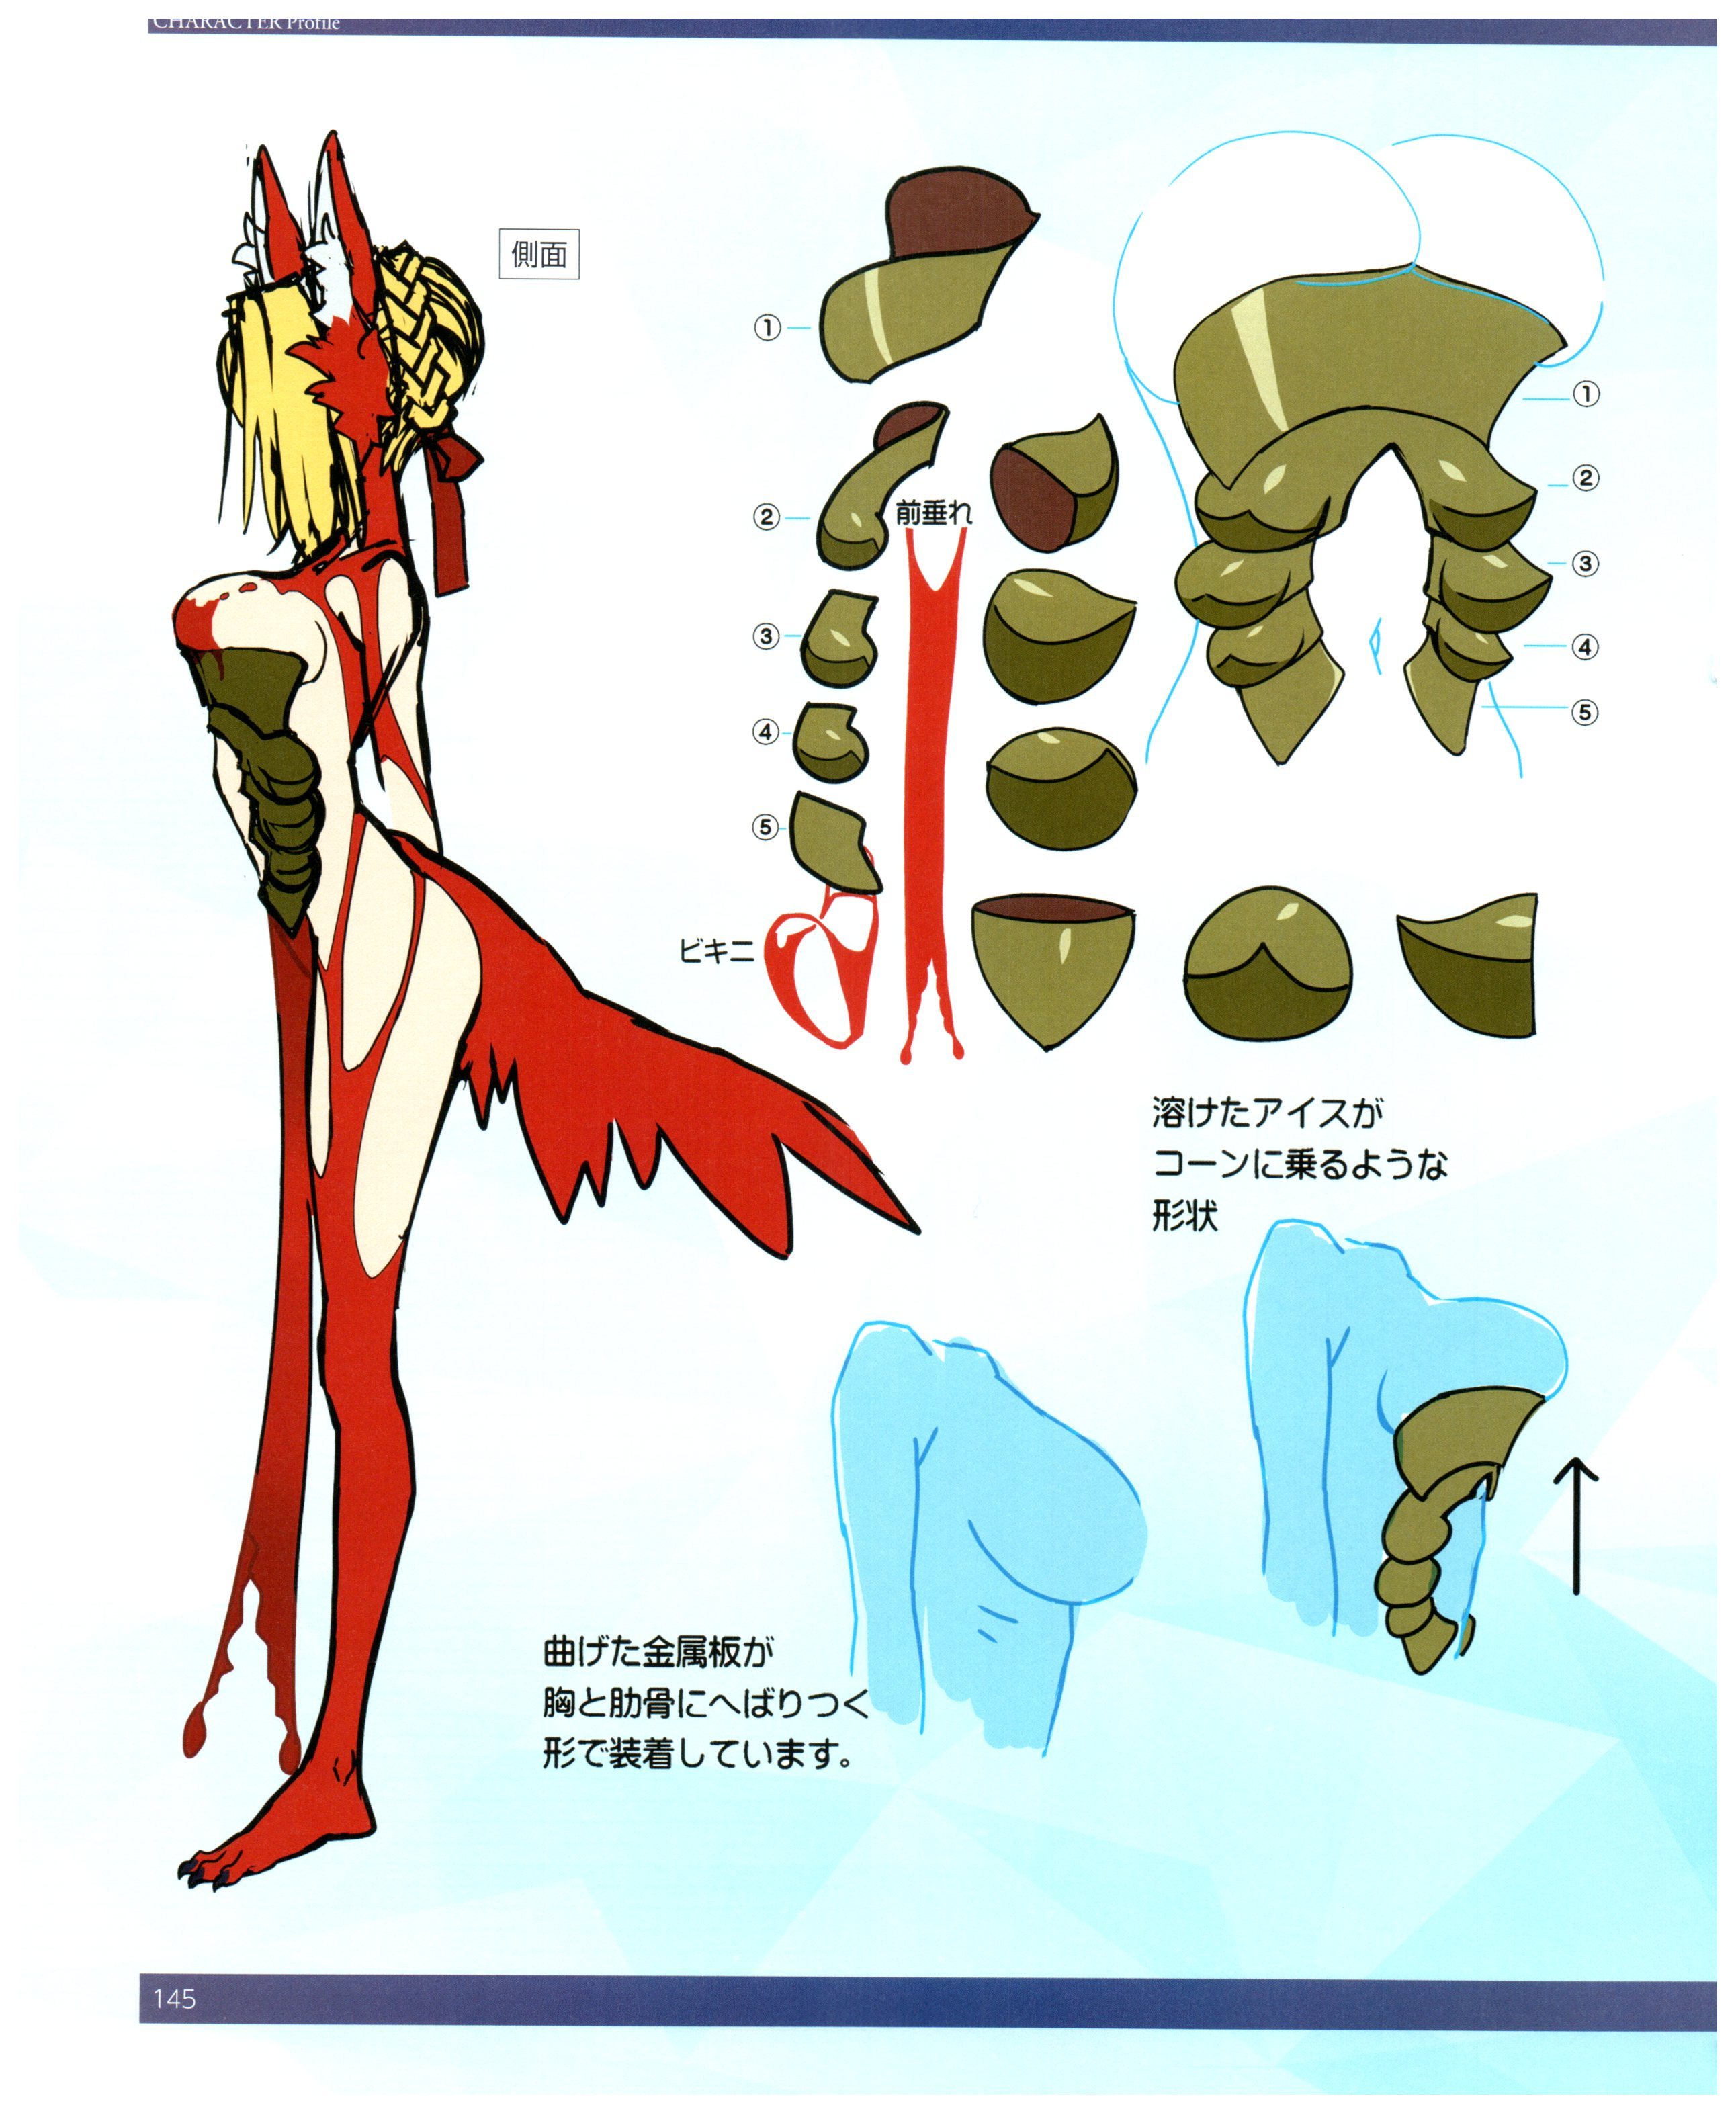 CHARACTER Profile
側面
①
②
前垂れ
③
④
⑤
ビキニ
①
②
③
④
⑤
溶けたアイスが
コーンに乗るような
形状
曲げた金属板が
胸と肋骨にへばりつく
形で装着しています。
145